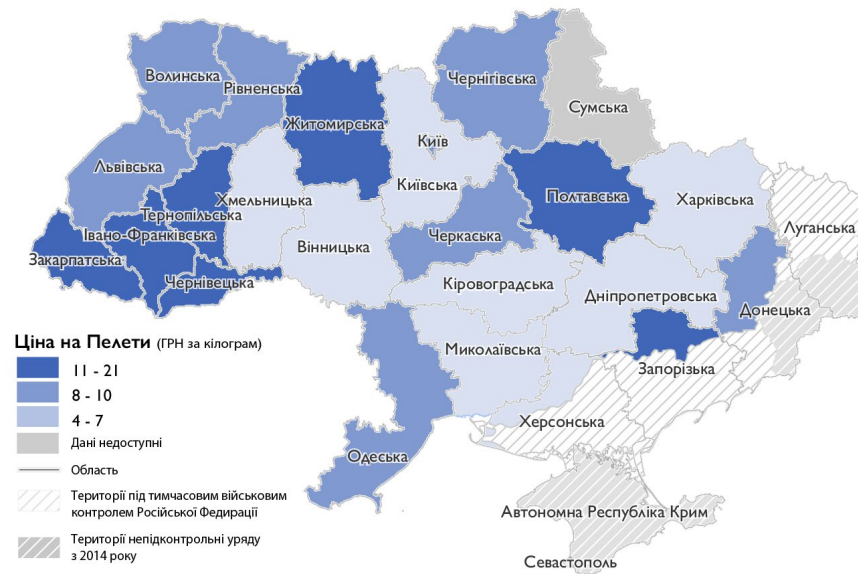 Волинська
Рівненська
Чернігівська
Сумська
Житомирська
Київ
Львівська
Київська
Полтавська
Харківська
Хмельницька
Тернопільська
Луганська
Івано-Франківська
Черкаська
Вінницька
Закарпатська
Чернівецька
Кіровоградська
Дніпропетровська
Донецька
Ціна на Пелети (ГРН за кілограм)
11 - 21
8 - 10
4 - 7
Дані недоступні
Область
Території під тимчасовим військовим
контролем Російської Федирації
Території непідконтрольні уряду
з 2014 року
Миколаївська
Запорізька
Херсонська
Одеська
Автономна Республіка Крим
Севастополь